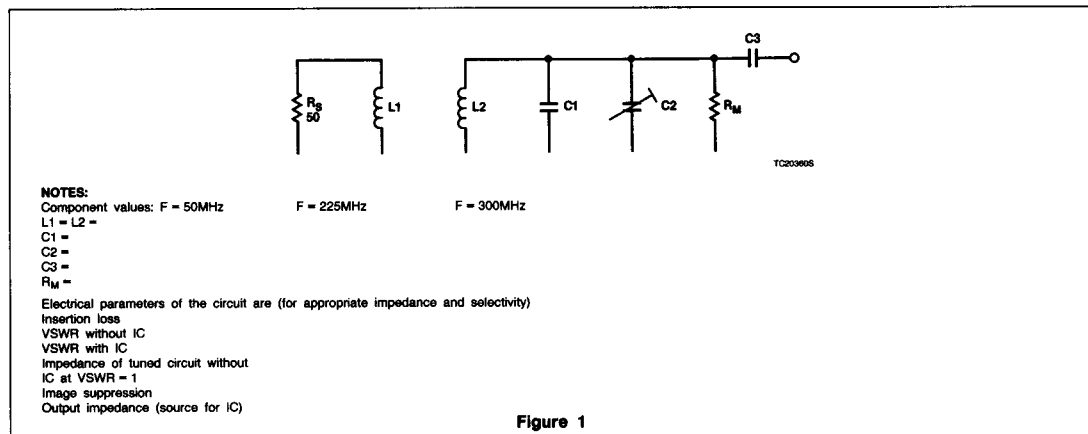 C3
RS
50
L1
L2
C1
C2
RM
TC20360S
NOTES:
Component values: F = 50MHz F = 225MHz F = 300MHz
L1 = L2 =
C1 =
C2 =
C3 =
RM =
Electrical parameters of the circuit are (for appropriate impedance and selectivity)
Insertion loss
VSWR without IC
VSWR with IC
Impedance of tuned circuit without
IC at VSWR = 1
Image suppression
Output impedance (source for IC)
Figure 1